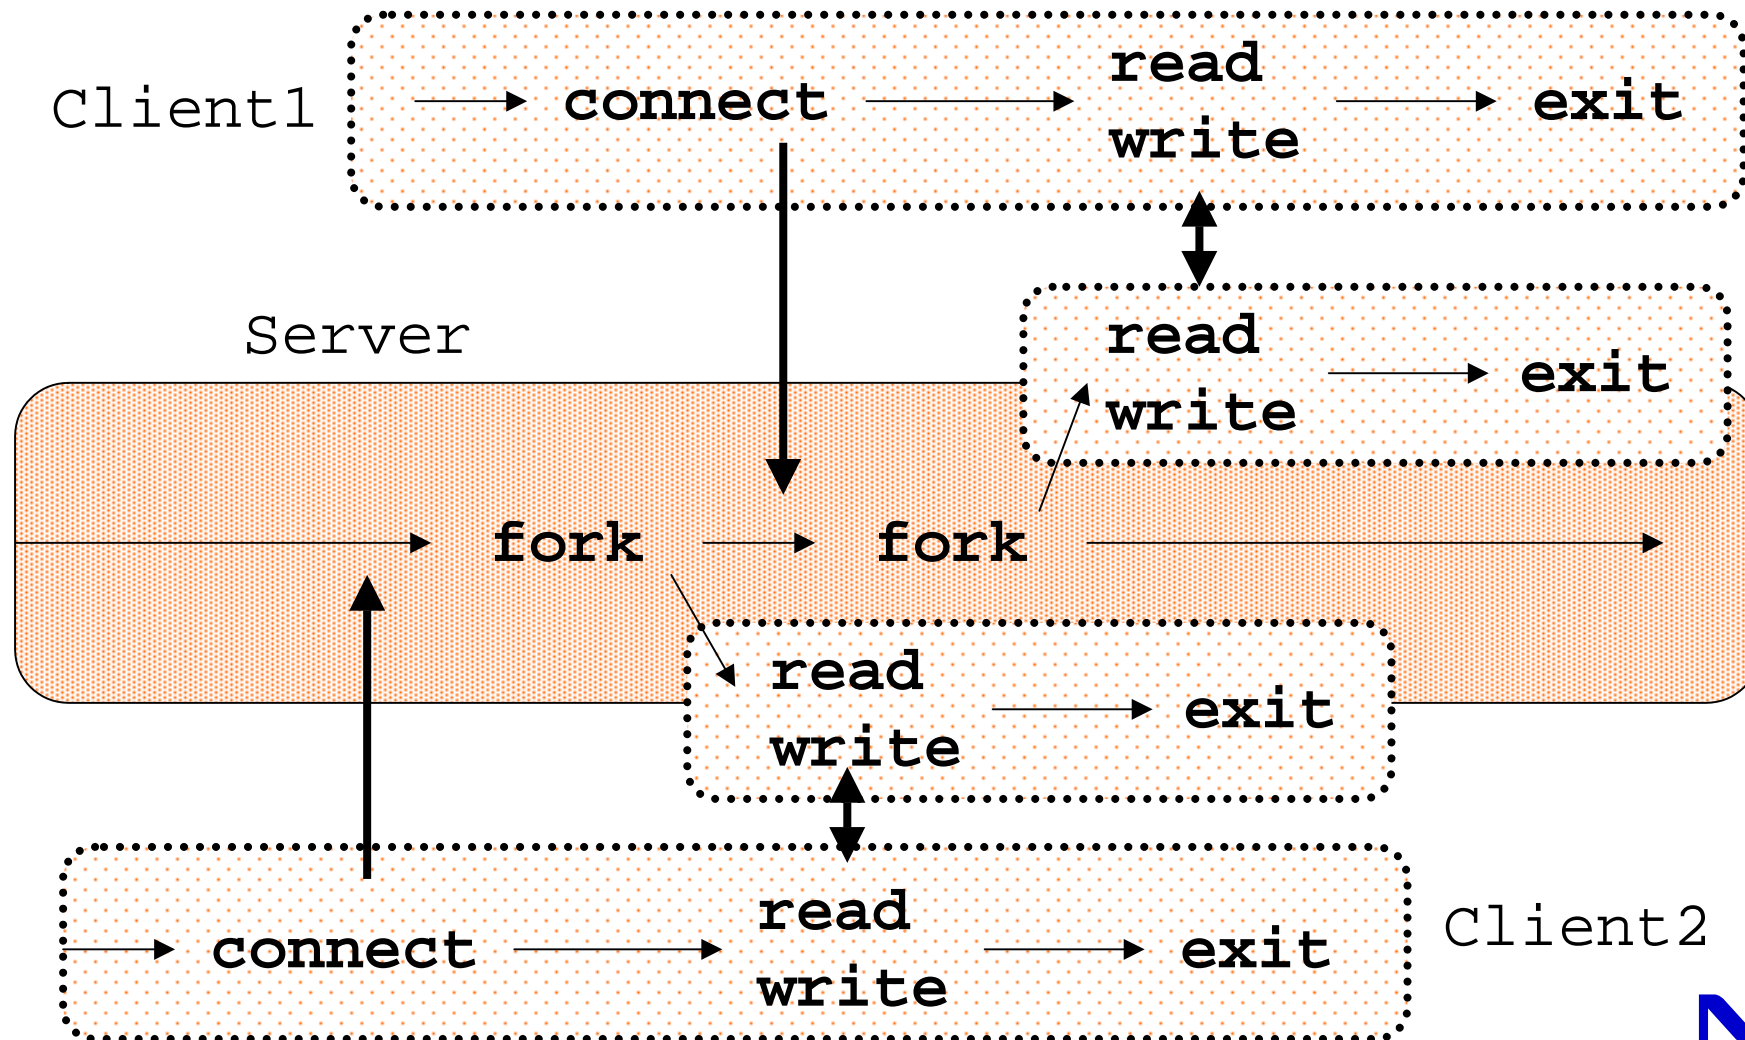 Client1
connect
read
write
exit
Server
read
write
exit
fork
fork
read
write
exit
connect
read
write
exit
Client2